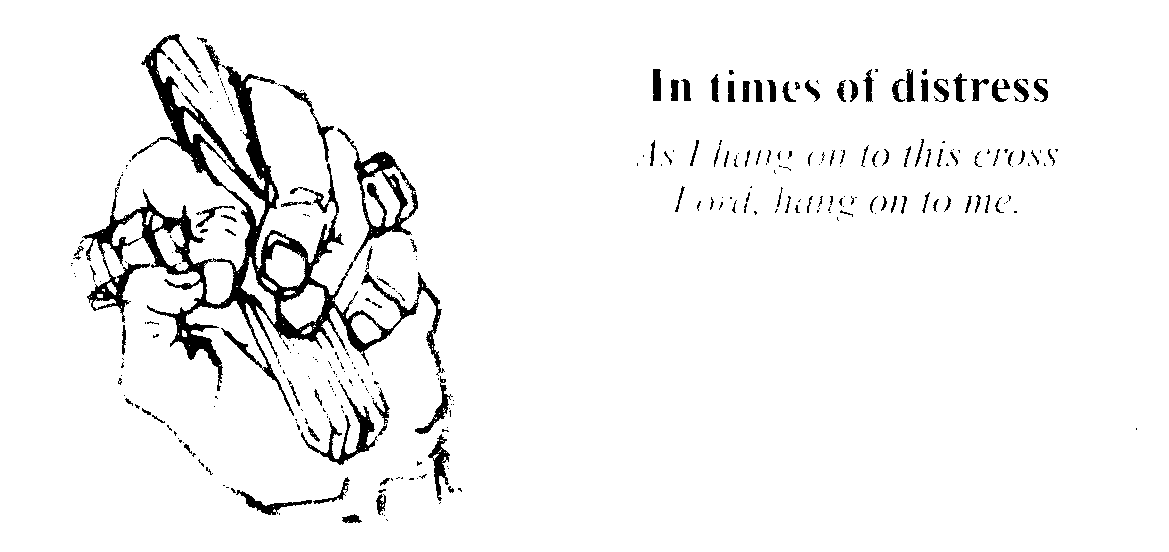 In times of distress
As I hang on to this cross
Lord, hang on to me.